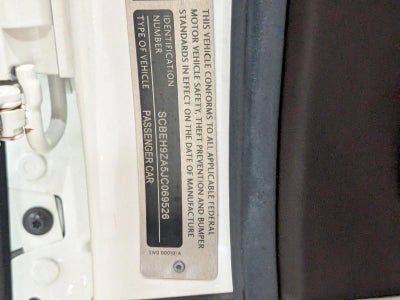 THIS VEHICLE CONFORMS TO ALL APPLICABLE FEDERAL
MOTOR VEHICLE SAFETY, THEFT PREVENTION AND BUMPER
STANDARDS IN EFFECT ON THE DATE OF MANUFACTURE
IDENTIFICATION
NUMBER
SCBEH9ZA5JC069526
TYPE OF VEHICLE
PASSENGER CAR